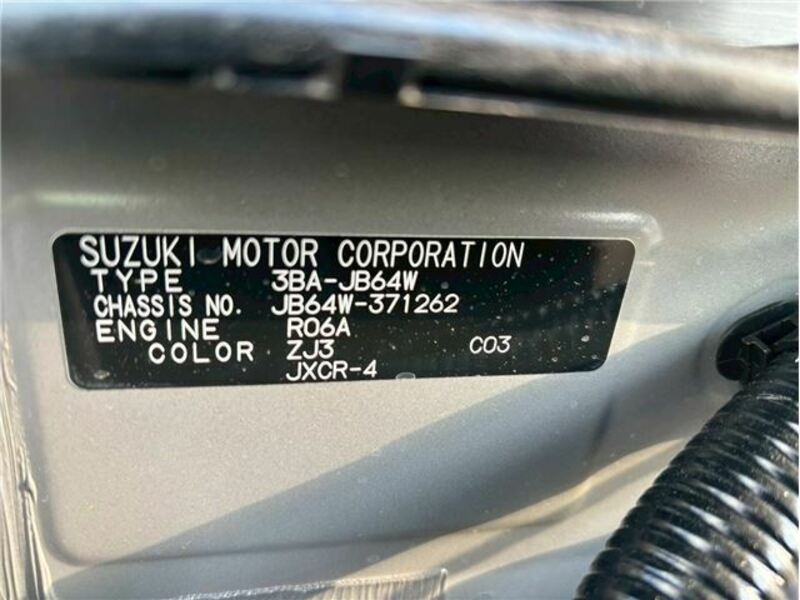 SUZUKI MOTOR CORPORATION
TYPE 3BA-JB64W
CHASSIS NO. JB64W-371262
ENGINE R06A
COLOR ZJ3 C03
JXCR-4